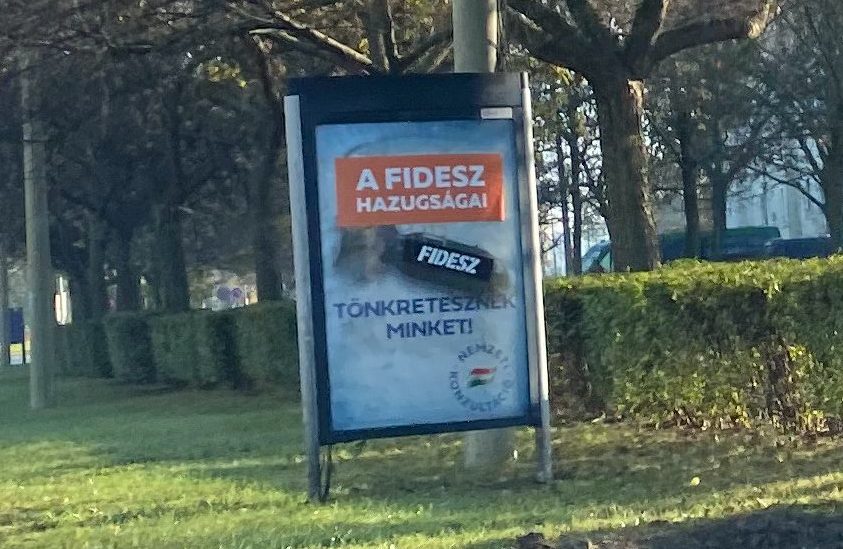 A FIDESZ
HAZUGSÁGAI
FIDESZ
TÖNKRETESZNEK
MINKET!
NEMZETI
KONZULTÁCIÓ